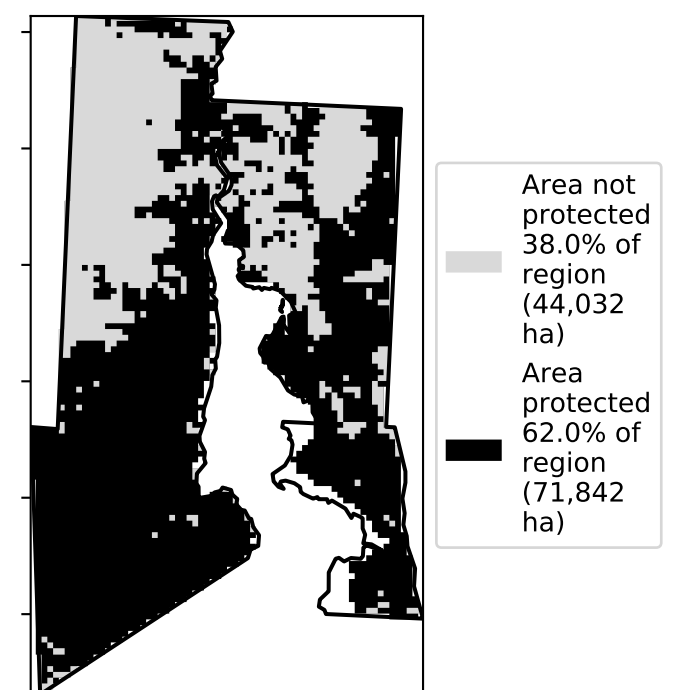 Area not
protected
38.0% of
region
(44,032
ha)
Area
protected
62.0% of
region
(71,842
ha)